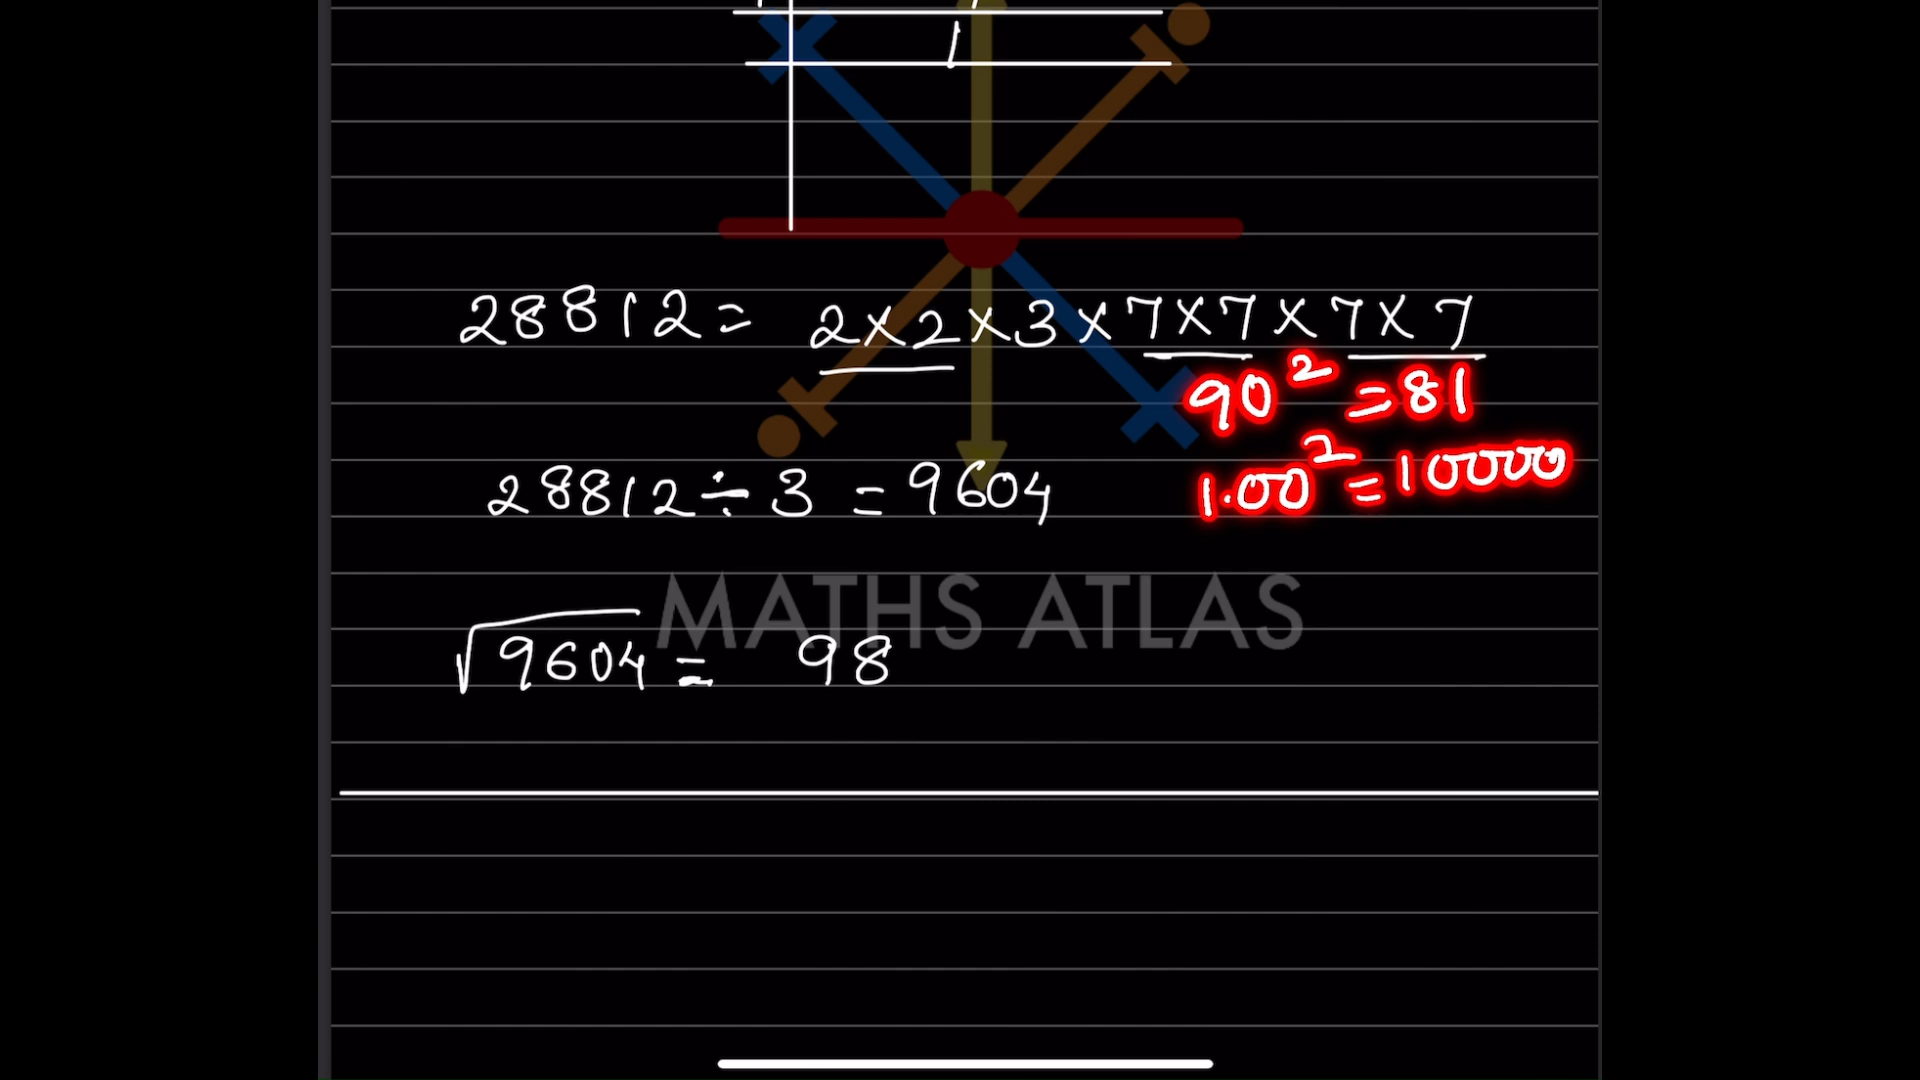 1
28812 = 2×2×3×7×7×7×7
90² = 81
1.00² = 10000
28812 ÷ 3 = 9604
MATHS ATLAS
√9604 = 98